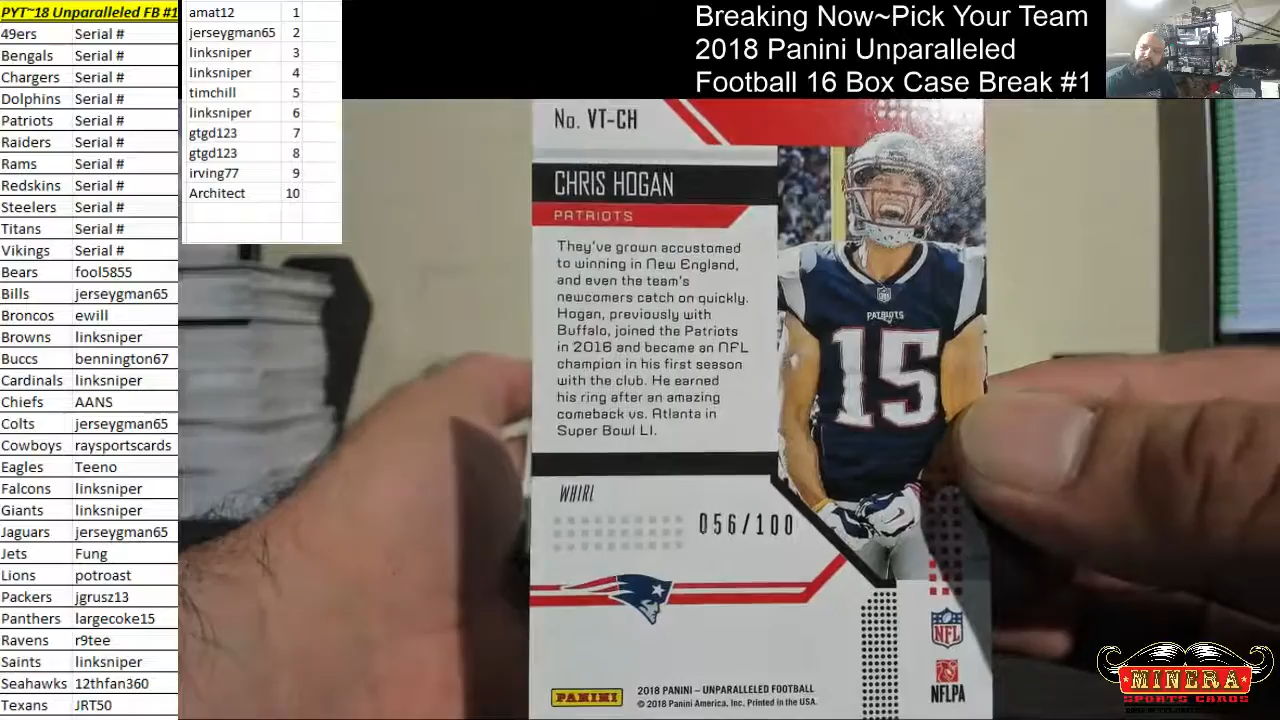 PYT~18 Unparalleled FB #1
49ers Serial #
Bengals Serial #
Chargers Serial #
Dolphins Serial #
Patriots Serial #
Raiders Serial #
Rams Serial #
Redskins Serial #
Steelers Serial #
Titans Serial #
Vikings Serial #
Bears fool5855
Bills jerseygman65
Broncos ewill
Browns linksniper
Buccs bennington67
Cardinals linksniper
Chiefs AANS
Colts jerseygman65
Cowboys raysportscards
Eagles Teeno
Falcons linksniper
Giants linksniper
Jaguars jerseygman65
Jets Fung
Lions potroast
Packers jgrusz13
Panthers largecoke15
Ravens r9tee
Saints linksniper
Seahawks 12thfan360
Texans JRT50
amat12 1
jerseygman65 2
linksniper 3
linksniper 4
timchill 5
linksniper 6
gtgd123 7
gtgd123 8
irving77 9
Architect 10
Breaking Now~Pick Your Team
2018 Panini Unparalleled
Football 16 Box Case Break #1
No. VT-CH
CHRIS HOGAN
PATRIOTS
They've grown accustomed
to winning in New England,
and even the team's
newcomers catch on quickly.
Hogan, previously with
Buffalo, joined the Patriots
in 2016 and became an NFL
champion in his first season
with the club. He earned
his ring after an amazing
comeback vs. Atlanta in
Super Bowl LI.
WHIRL
056/100
PATRIOTS
15
NFL
NFLPA
PANINI
2018 PANINI – UNPARALLELED FOOTBALL
© 2018 Panini America, Inc. Printed in the USA.
MINERA
SPORTS CARDS